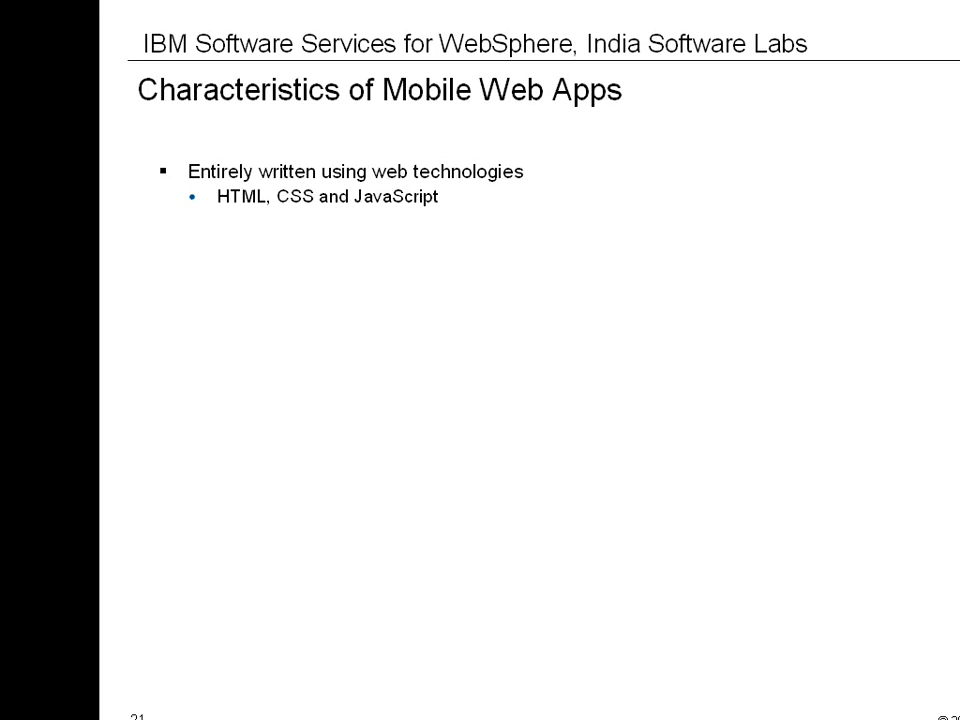 IBM Software Services for WebSphere, India Software Labs
Characteristics of Mobile Web Apps
▪ Entirely written using web technologies
• HTML, CSS and JavaScript
21